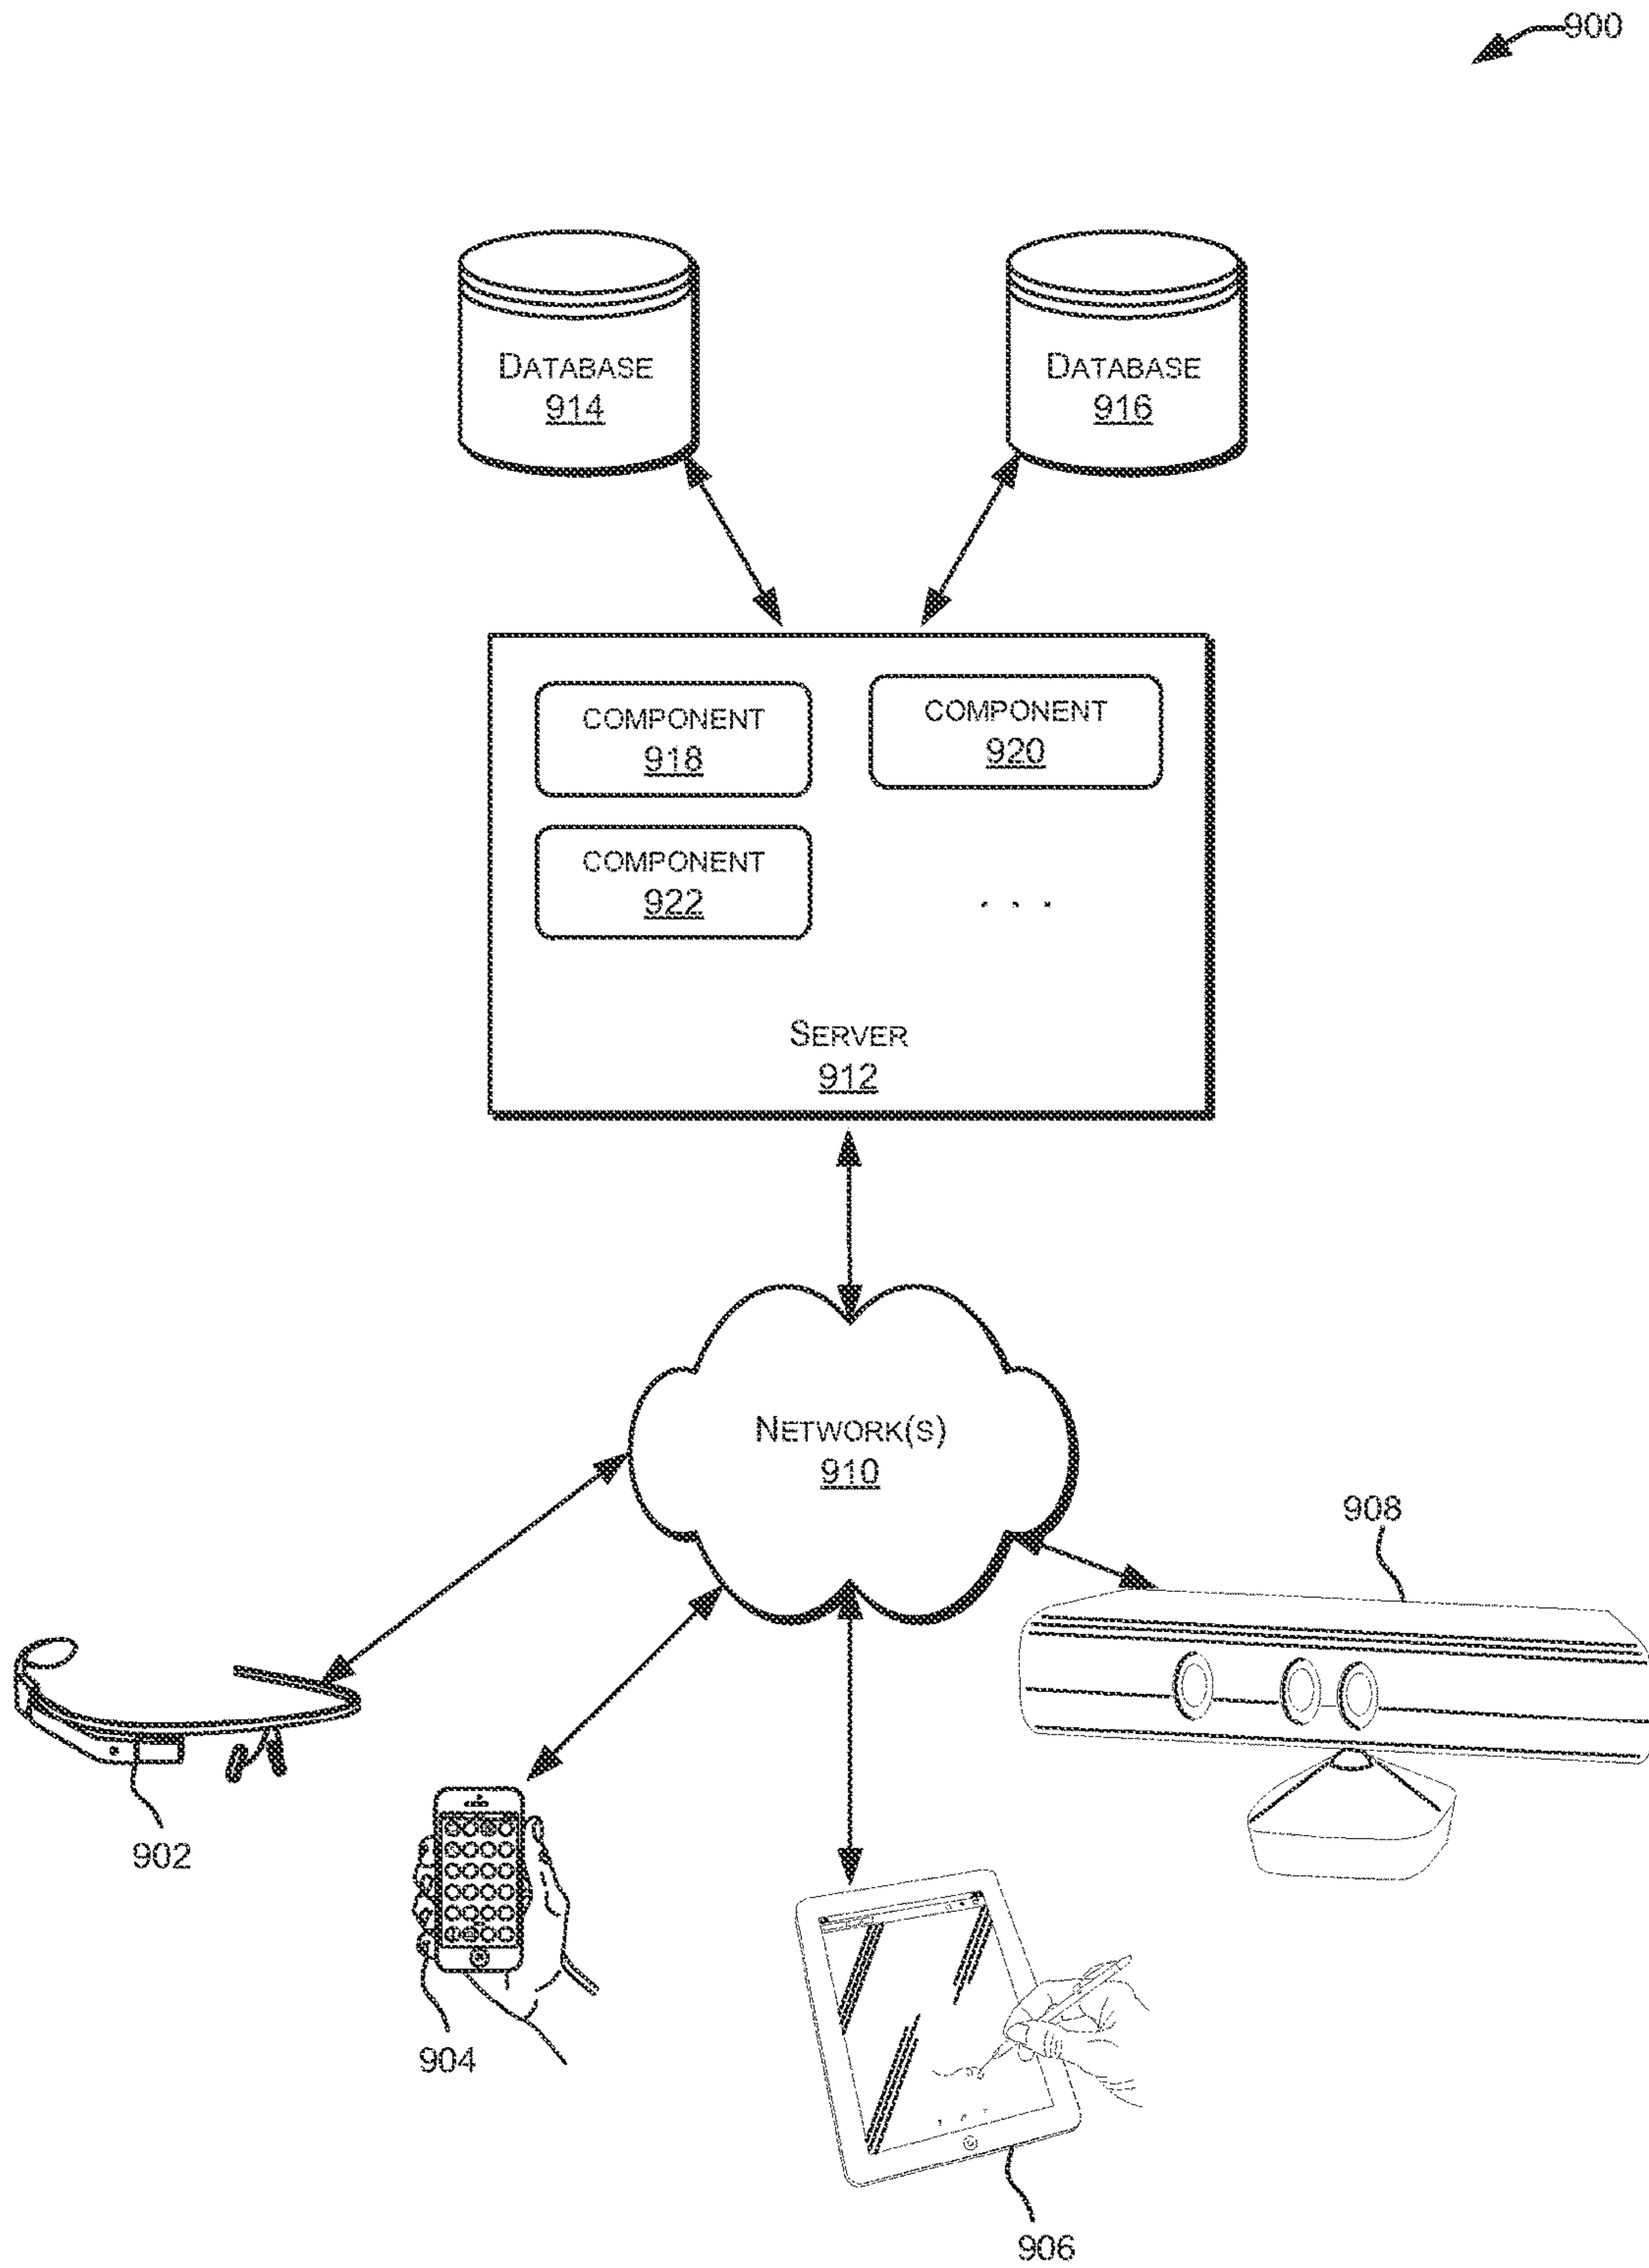 900
DATABASE
914
DATABASE
916
COMPONENT
918
COMPONENT
920
COMPONENT
922
. . .
SERVER
912
NETWORK(S)
910
908
902
904
906